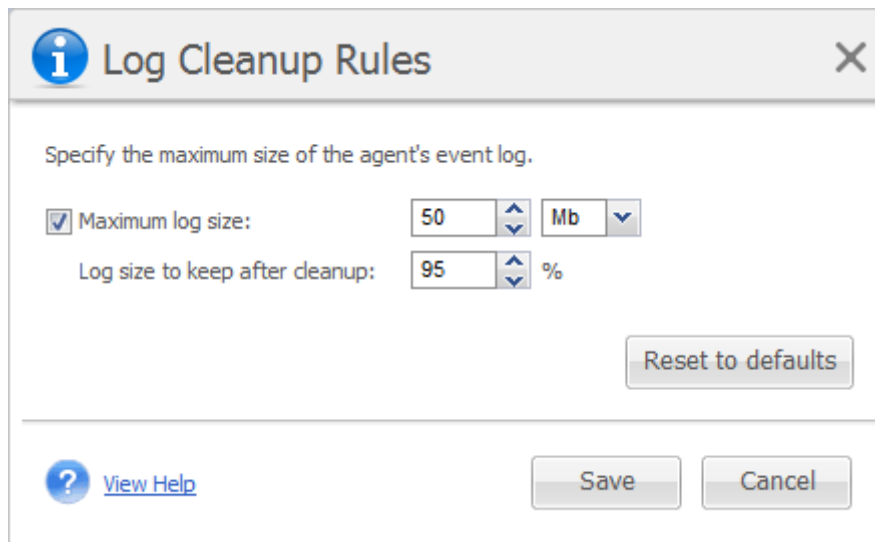 Log Cleanup Rules
Specify the maximum size of the agent's event log.
Maximum log size: 50 Mb
Log size to keep after cleanup: 95 %
Reset to defaults
View Help Save Cancel